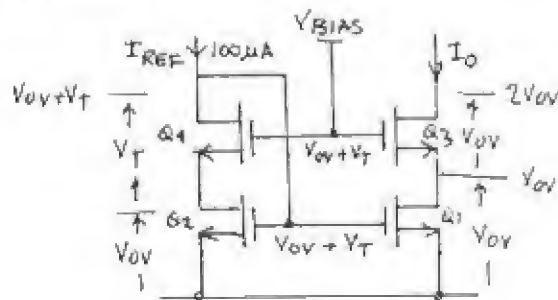 VBIAS
IREF 100μA
IO
VOV+VT
2VOV
VT
Q4
VOV+VT
Q3
VOV
VOV
Q2
VOV+VT
Q1
VOV
VOV